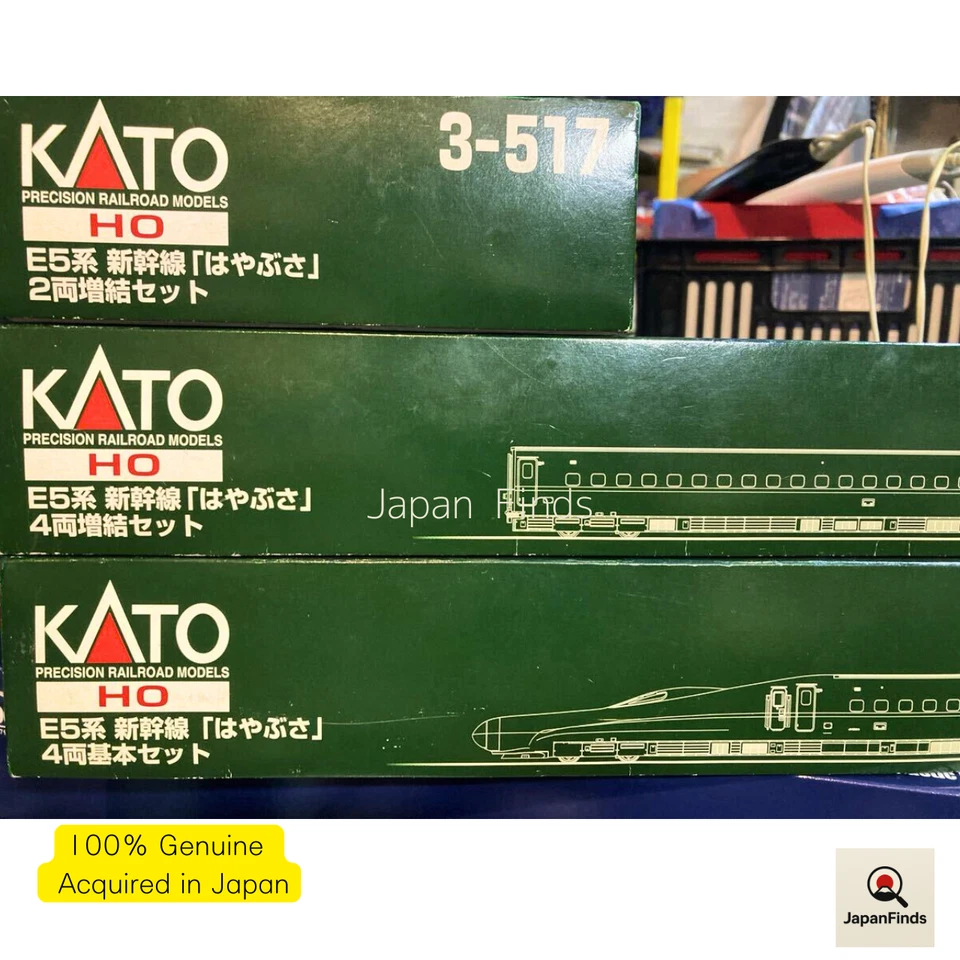 KATO
3-517
PRECISION RAILROAD MODELS
HO
E5系 新幹線「はやぶさ」
2両増結セット
KATO
PRECISION RAILROAD MODELS
HO
E5系 新幹線「はやぶさ」
4両増結セット
Japan Finds
KATO
PRECISION RAILROAD MODELS
HO
E5系 新幹線「はやぶさ」
4両基本セット
100% Genuine
Acquired in Japan
JapanFinds